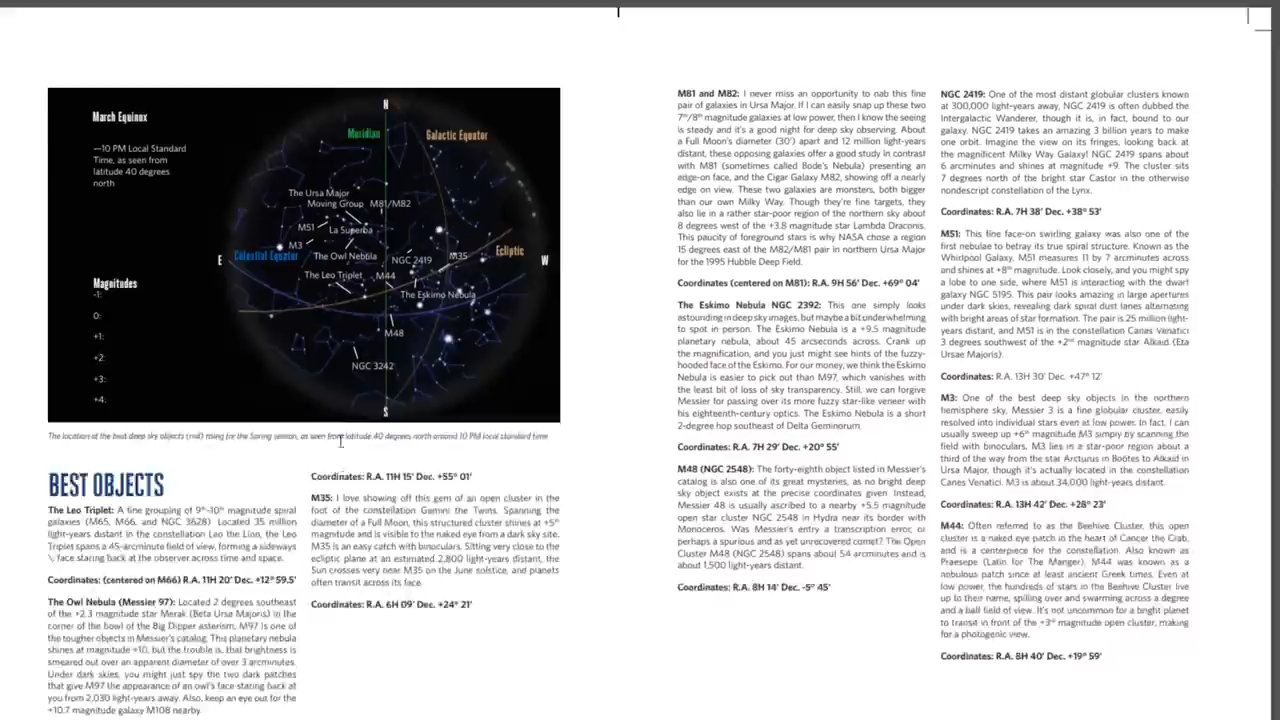 March Equinox
—10 PM Local Standard
Time, as seen from
latitude 40 degrees
north
Magnitudes
-1:
0:
+1:
+2:
+3:
+4:
N
Meridian
Galactic Equator
The Ursa Major
Moving Group
M81/M82
M51
La Superba
M3
Celestial Equator
The Owl Nebula
NGC 2419
M35
Ecliptic
E
W
The Leo Triplet
M44
The Eskimo Nebula
M48
NGC 3242
S
The location of the best deep sky objects (red) rising for the Spring season, as seen from latitude 40 degrees north around 10 PM local standard time
BEST OBJECTS
The Leo Triplet: A fine grouping of 9th-10th magnitude spiral
galaxies (M65, M66, and NGC 3628) Located 35 million
light-years distant in the constellation Leo the Lion, the Leo
Triplet spans a 45-arcminute field of view, forming a sideways
face staring back at the observer across time and space.
Coordinates: (centered on M66) R.A. 11H 20' Dec. +12° 59.5'
The Owl Nebula (Messier 97): Located 2 degrees southeast
of the +2.3 magnitude star Merak (Beta Ursa Majoris) in the
corner of the bowl of the Big Dipper asterism, M97 is one of
the tougher objects in Messier's catalog. This planetary nebula
shines at magnitude +10, but the trouble is, that brightness is
smeared out over an apparent diameter of over 3 arcminutes.
Under dark skies, you might just spy the two dark patches
that give M97 the appearance of an owl's face staring back at
you from 2,030 light-years away. Also, keep an eye out for the
+10.7 magnitude galaxy M108 nearby.
Coordinates: R.A. 11H 15' Dec. +55° 01'
M35: I love showing off this gem of an open cluster in the
foot of the constellation Gemini the Twins. Spanning the
diameter of a Full Moon, this structured cluster shines at +5th
magnitude and is visible to the naked eye from a dark sky site.
M35 is an easy catch with binoculars. Sitting very close to the
ecliptic plane at an estimated 2,800 light-years distant, the
Sun crosses very near M35 on the June solstice, and planets
often transit across its face.
Coordinates: R.A. 6H 09' Dec. +24° 21'
M81 and M82: I never miss an opportunity to nab this fine
pair of galaxies in Ursa Major. If I can easily snap up these two
7th/8th magnitude galaxies at low power, then I know the seeing
is steady and it's a good night for deep sky observing. About
a Full Moon's diameter (30') apart and 12 million light-years
distant, these opposing galaxies offer a good study in contrast
with M81 (sometimes called Bode's Nebula) presenting an
edge-on face, and the Cigar Galaxy M82, showing off a nearly
edge on view. These two galaxies are monsters, both bigger
than our own Milky Way. Though they're fine targets, they
also lie in a rather star-poor region of the northern sky about
8 degrees west of the +3.8 magnitude star Lambda Draconis.
This paucity of foreground stars is why NASA chose a region
15 degrees east of the M82/M81 pair in northern Ursa Major
for the 1995 Hubble Deep Field.
Coordinates (centered on M81): R.A. 9H 56' Dec. +69° 04'
The Eskimo Nebula NGC 2392: This one simply looks
astounding in deep sky images, but maybe a bit underwhelming
to spot in-person. The Eskimo Nebula is a +9.5 magnitude
planetary nebula, about 45 arcseconds across. Crank up
the magnification, and you just might see hints of the fuzzy-
hooded face of the Eskimo. For our money, we think the Eskimo
Nebula is easier to pick out than M97, which vanishes with
the least bit of loss of sky transparency. Still, we can forgive
Messier for passing over its more fuzzy star-like veneer with
his eighteenth-century optics. The Eskimo Nebula is a short
2-degree hop southeast of Delta Geminorum.
Coordinates: R.A. 7H 29' Dec. +20° 55'
M48 (NGC 2548): The forty-eighth object listed in Messier's
catalog is also one of its great mysteries, as no bright deep
sky object exists at the precise coordinates given. Instead,
Messier 48 is usually ascribed to a nearby +5.5 magnitude
open star cluster NGC 2548 in Hydra near its border with
Monoceros. Was Messier's entry a transcription error, or
perhaps a spurious and as yet unrecovered comet? The Open
Cluster M48 (NGC 2548) spans about 54 arcminutes and is
about 1,500 light-years distant.
Coordinates: R.A. 8H 14' Dec. -5° 45'
NGC 2419: One of the most distant globular clusters known
at 300,000 light-years away, NGC 2419 is often dubbed the
Intergalactic Wanderer, though it is, in fact, bound to our
galaxy. NGC 2419 takes an amazing 3 billion years to make
one orbit. Imagine the view on its fringes, looking back at
the magnificent Milky Way Galaxy! NGC 2419 spans about
6 arcminutes and shines at magnitude +9. The cluster sits
7 degrees north of the bright star Castor in the otherwise
nondescript constellation of the Lynx.
Coordinates: R.A. 7H 38' Dec. +38° 53'
M51: This fine face-on swirling galaxy was also one of the
first nebulae to betray its true spiral structure. Known as the
Whirlpool Galaxy, M51 measures 11 by 7 arcminutes across
and shines at +8th magnitude. Look closely, and you might spy
a lobe to one side, where M51 is interacting with the dwarf
galaxy NGC 5195. This pair looks amazing in large apertures
under dark skies, revealing dark spiral dust lanes alternating
with bright areas of star formation. The pair is 25 million light-
years distant, and M51 is in the constellation Canes Venatici
3 degrees southwest of the +2nd magnitude star Alkaid (Eta
Ursae Majoris).
Coordinates: R.A. 13H 30' Dec. +47° 12'
M3: One of the best deep sky objects in the northern
hemisphere sky, Messier 3 is a fine globular cluster, easily
resolved into individual stars even at low power. In fact, I can
usually sweep up +6th magnitude M3 simply by scanning the
field with binoculars. M3 lies in a star-poor region about a
third of the way from the star Arcturus in Boötes to Alkaid in
Ursa Major, though it's actually located in the constellation
Canes Venatici. M3 is about 34,000 light-years distant.
Coordinates: R.A. 13H 42' Dec. +28° 23'
M44: Often referred to as the Beehive Cluster, this open
cluster is a naked eye patch in the heart of Cancer the Crab,
and is a centerpiece for the constellation. Also known as
Praesepe (Latin for The Manger), M44 was known as a
nebulous patch since at least ancient Greek times. Even at
low power, the hundreds of stars in the Beehive Cluster live
up to their name, spilling over and swarming across a degree
and a half field of view. It's not uncommon for a bright planet
to transit in front of the +3rd magnitude open cluster, making
for a photogenic view.
Coordinates: R.A. 8H 40' Dec. +19° 59'